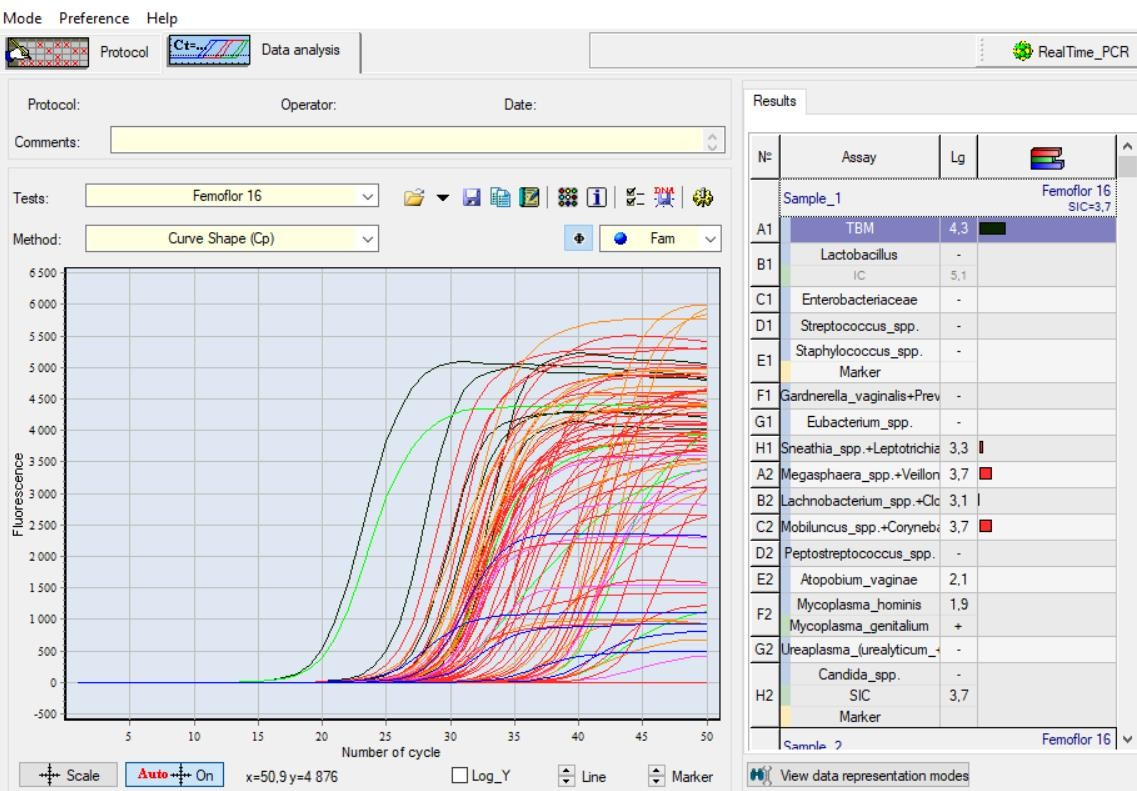 Mode Preference Help
Ct=... Protocol Data analysis RealTime_PCR
Protocol: Operator: Date:
Comments:
Tests: Femoflor 16
Method: Curve Shape (Cp) Ф Fam
DNA
6 500
6 000
5 500
5 000
4 500
4 000
3 500
3 000
2 500
2 000
1 500
1 000
500
0
-500
Fluorescence
5 10 15 20 25 30 35 40 45 50
Number of cycle
Scale Auto On x=50,9 y=4 876 Log_Y Line Marker
Results
№ Assay Lg
Sample_1 Femoflor 16
SIC=3,7
A1 TBM 4,3
B1 Lactobacillus -
IC 5,1
C1 Enterobacteriaceae -
D1 Streptococcus_spp. -
E1 Staphylococcus_spp. -
Marker
F1 Gardnerella_vaginalis+Prev -
G1 Eubacterium_spp. -
H1 Sneathia_spp.+Leptotrichia 3,3
A2 Megasphaera_spp.+Veillon 3,7
B2 Lachnobacterium_spp.+Clo 3,1
C2 Mobiluncus_spp.+Coryneba 3,7
D2 Peptostreptococcus_spp. -
E2 Atopobium_vaginae 2,1
F2 Mycoplasma_hominis 1,9
Mycoplasma_genitalium +
G2 Ureaplasma_(urealyticum_+ -
H2 Candida_spp. -
SIC 3,7
Marker
Sample_2 Femoflor 16
View data representation modes